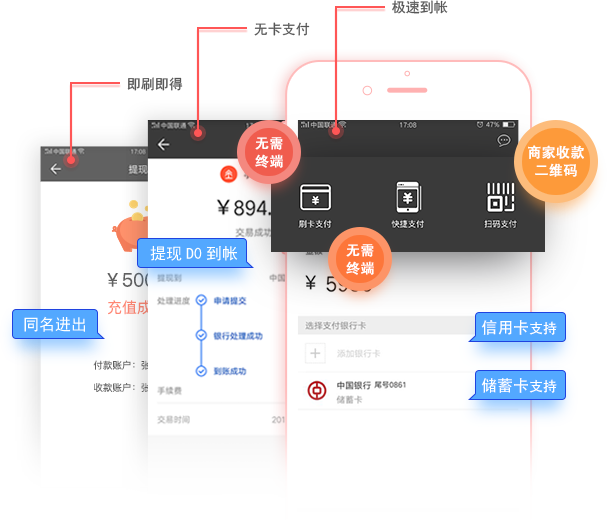 极速到帐
无卡支付
即刷即得
中国联通
17:08
提现
¥500
充值成
同名进出
付款账户：张
收款账户：张
中国联通
¥894.
交易成功
提现 D0 到帐
提现到
中国
处理进度
申请提交
银行处理成功
到账成功
手续费
交易时间
201
中国联通
17:08
47%
无需
终端
商家收款
二维码
刷卡支付
快捷支付
扫码支付
无需
终端
选择支付银行卡
信用卡支持
添加银行卡
中国银行 尾号0861
储蓄卡
储蓄卡支持